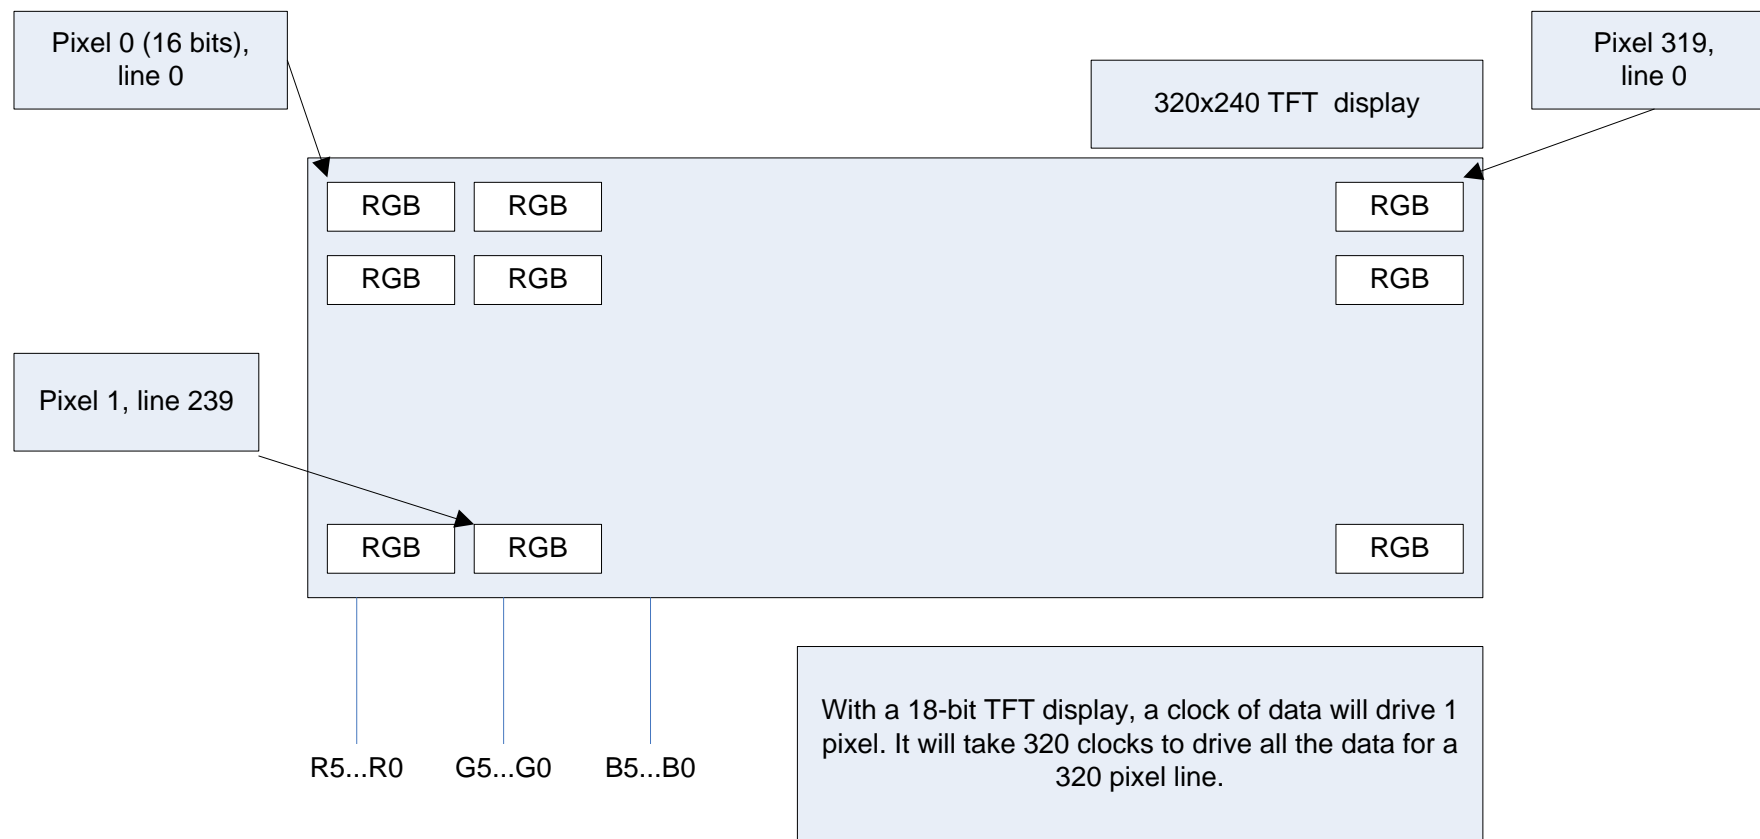 Pixel 0 (16 bits),
line 0
Pixel 319,
line 0
320x240 TFT display
RGB RGB RGB
RGB RGB RGB
Pixel 1, line 239
RGB RGB RGB
R5...R0 G5...G0 B5...B0
With a 18-bit TFT display, a clock of data will drive 1
pixel. It will take 320 clocks to drive all the data for a
320 pixel line.